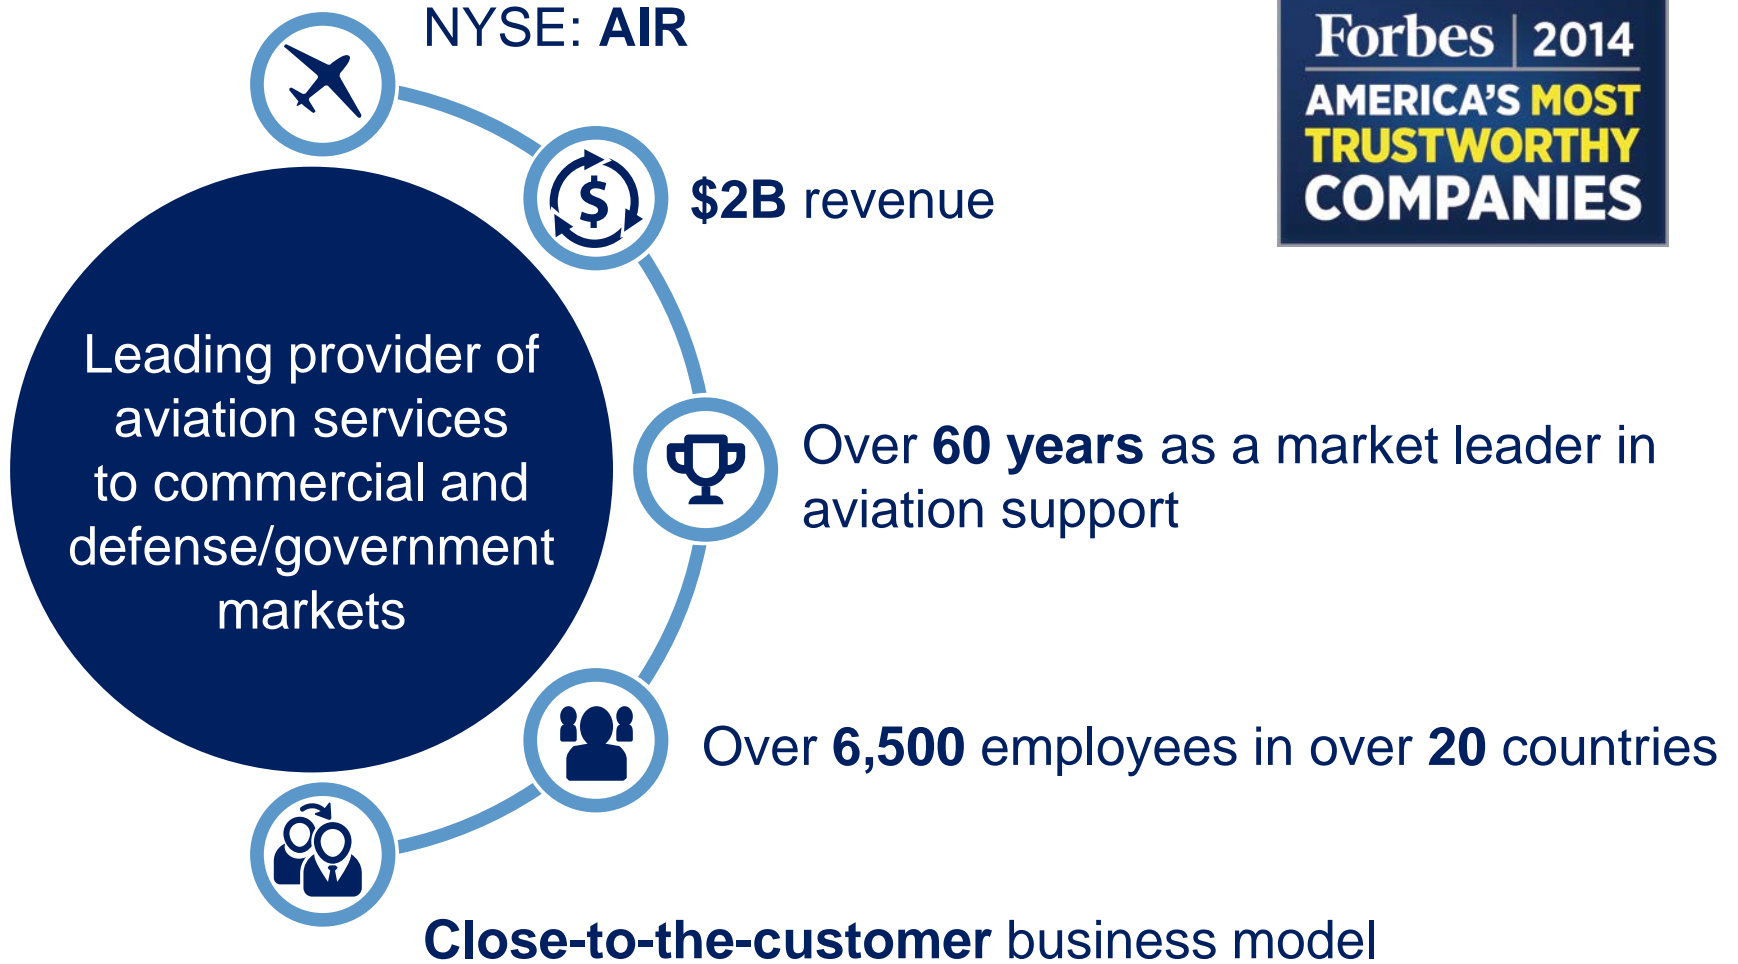 NYSE: AIR
Forbes | 2014
AMERICA'S MOST
TRUSTWORTHY
COMPANIES
$2B revenue
Leading provider of
aviation services
to commercial and
defense/government
markets
Over 60 years as a market leader in
aviation support
Over 6,500 employees in over 20 countries
Close-to-the-customer business model